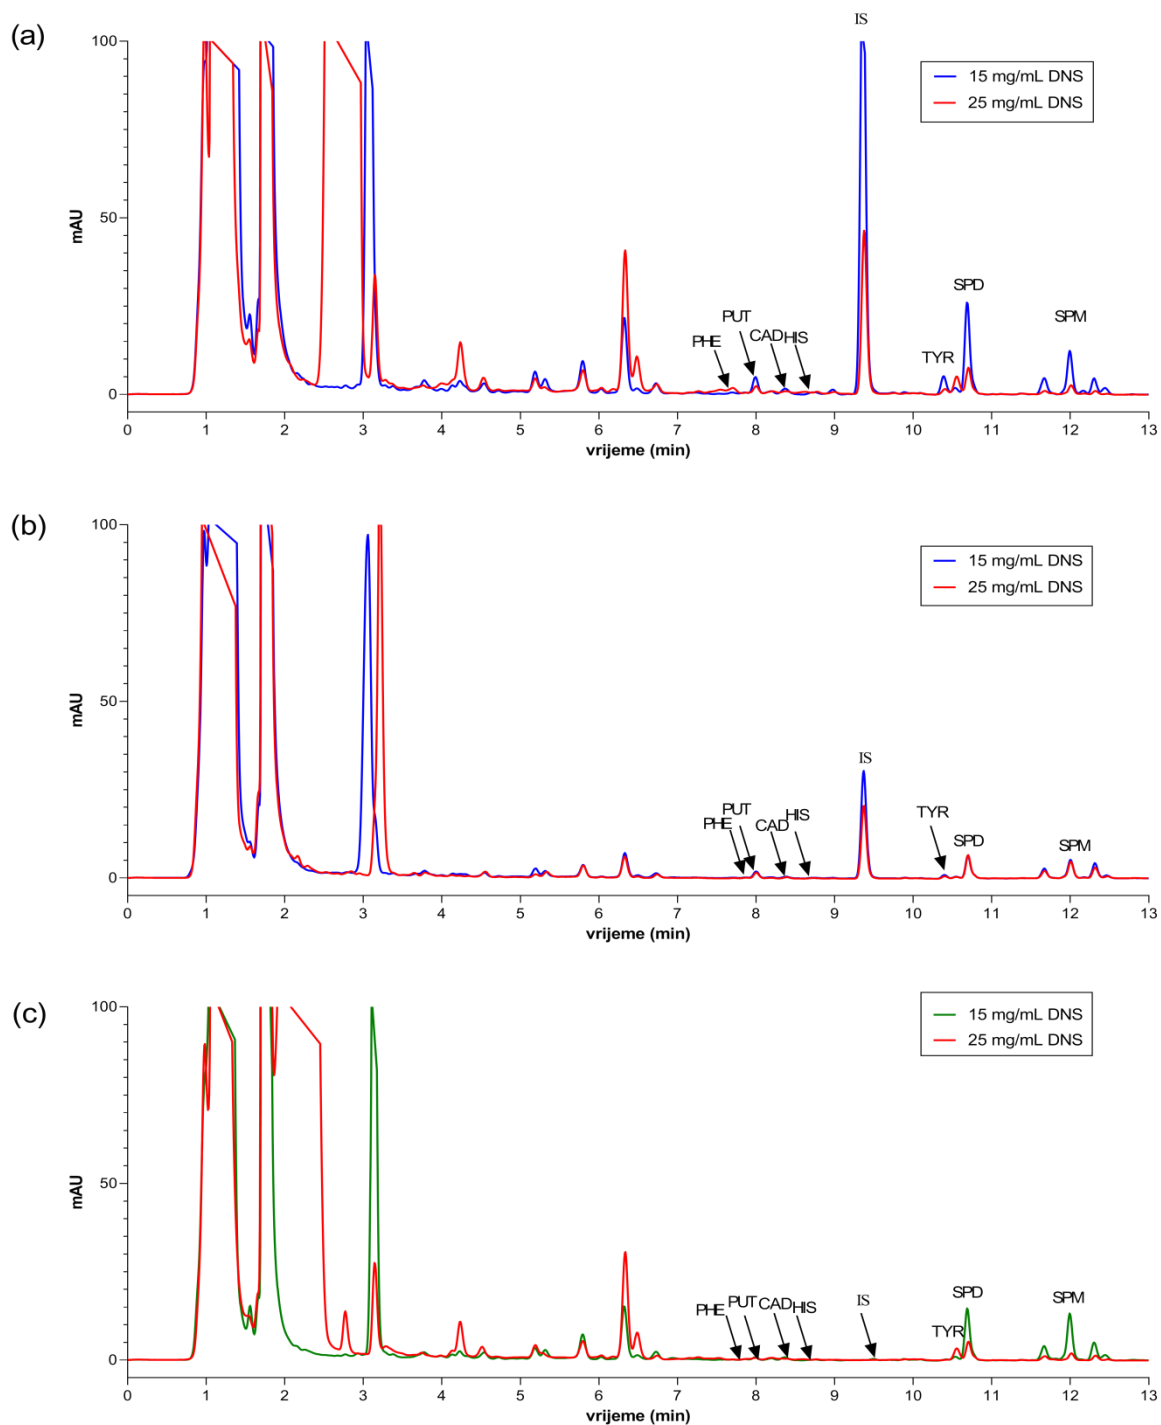 (a)
IS
100
15 mg/mL DNS
25 mg/mL DNS
mAU
50
SPD
PUT
SPM
PHE
CAD
HIS
TYR
0
0 1 2 3 4 5 6 7 8 9 10 11 12 13
vrijeme (min)
(b)
100
15 mg/mL DNS
25 mg/mL DNS
mAU
50
IS
PUT
HIS
TYR
PHE
CAD
SPD
SPM
0
0 1 2 3 4 5 6 7 8 9 10 11 12 13
vrijeme (min)
(c)
100
15 mg/mL DNS
25 mg/mL DNS
mAU
50
SPD
SPM
IS
PHE
PUT
CAD
HIS
TYR
0
0 1 2 3 4 5 6 7 8 9 10 11 12 13
vrijeme (min)